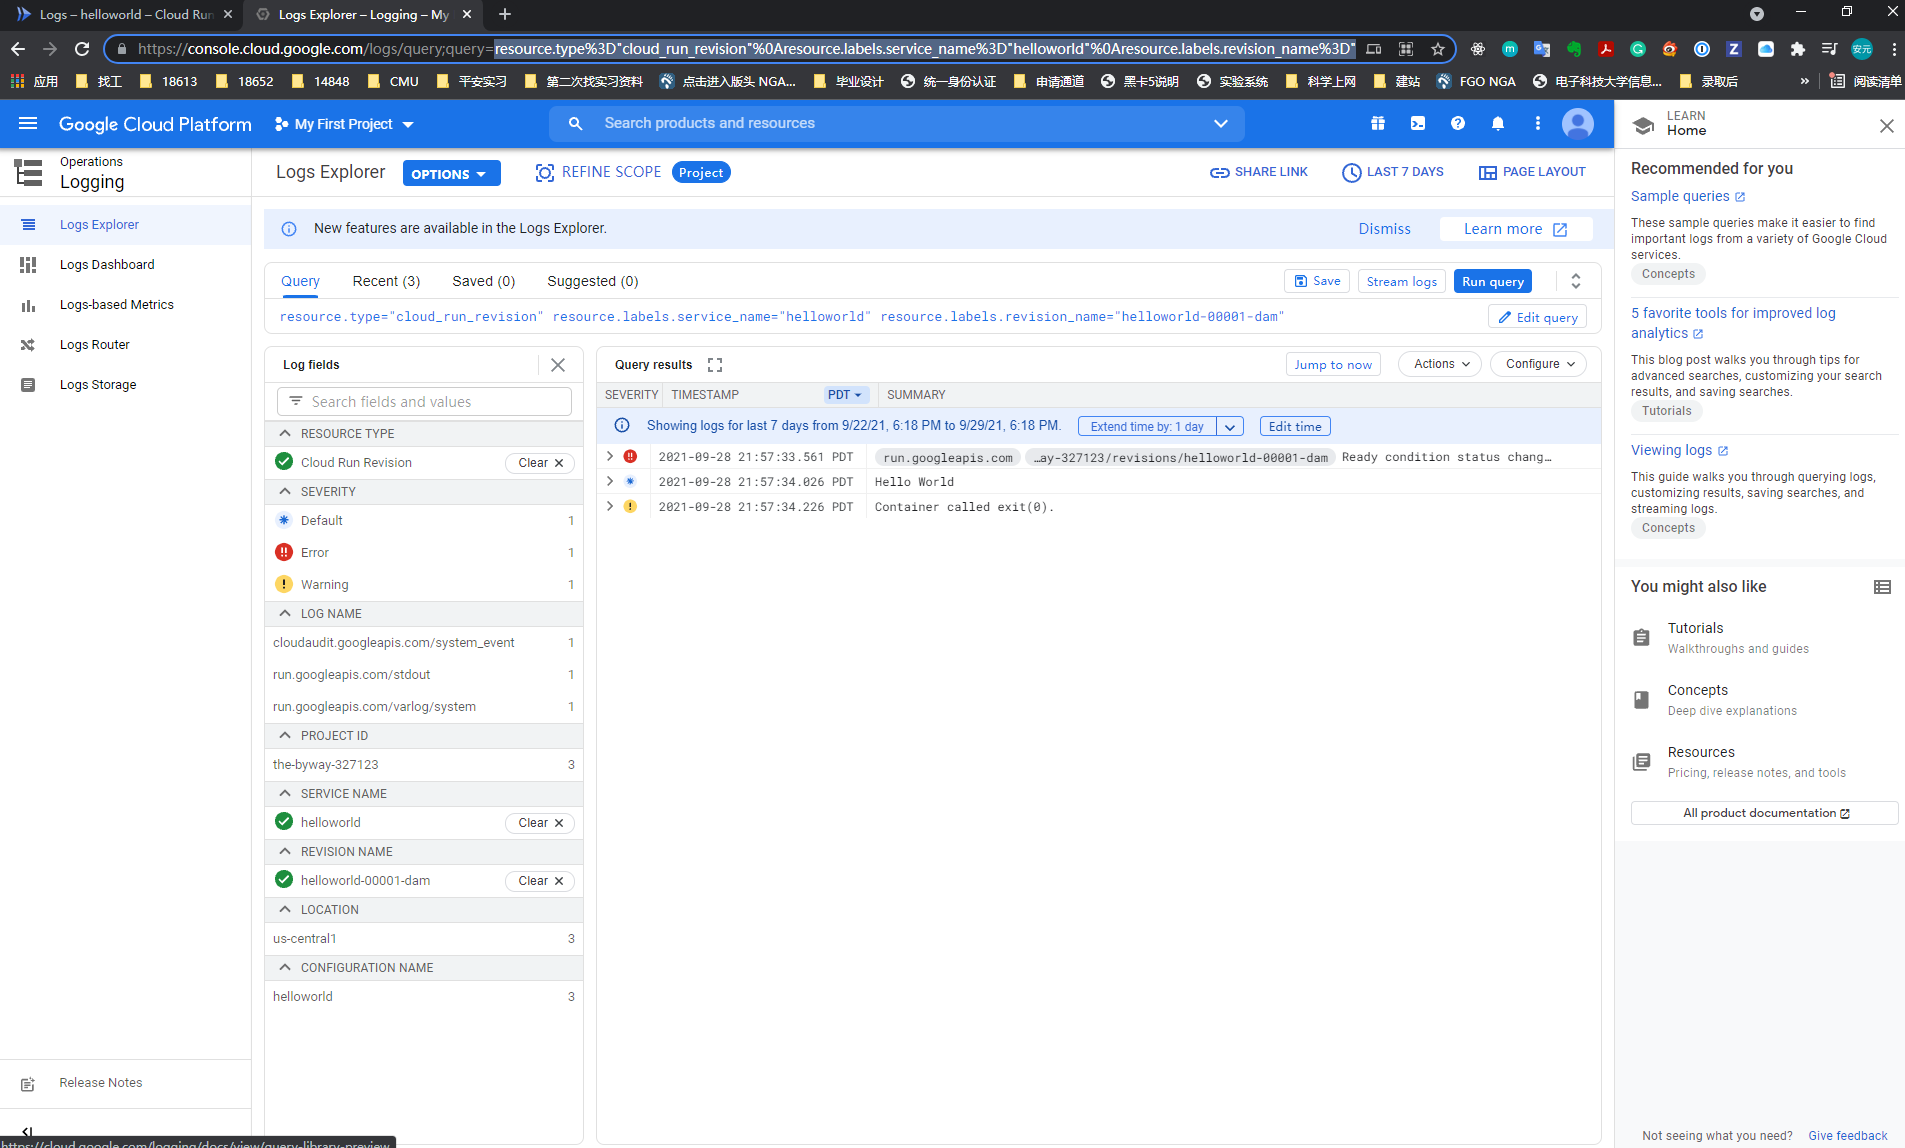 Logs – helloworld – Cloud Run
Logs Explorer – Logging – My
https://console.cloud.google.com/logs/query;query=resource.type%3D"cloud_run_revision"%0Aresource.labels.service_name%3D"helloworld"%0Aresource.labels.revision_name%3D"
安元
应用
找工
18613
18652
14848
CMU
平安实习
第二次找实习资料
点击进入版头 NGA...
毕业设计
统一身份认证
申请通道
黑卡5说明
实验系统
科学上网
建站
FGO NGA
电子科技大学信息...
录取后
»
阅读清单
Google Cloud Platform
My First Project
Search products and resources
LEARN
Home
Operations
Logging
Logs Explorer
OPTIONS
REFINE SCOPE
Project
SHARE LINK
LAST 7 DAYS
PAGE LAYOUT
Logs Explorer
Logs Dashboard
Logs-based Metrics
Logs Router
Logs Storage
Release Notes
https://cloud.google.com/logging/docs/view/query-library-preview
New features are available in the Logs Explorer.
Dismiss
Learn more
Query
Recent (3)
Saved (0)
Suggested (0)
Save
Stream logs
Run query
resource.type="cloud_run_revision" resource.labels.service_name="helloworld" resource.labels.revision_name="helloworld-00001-dam"
Edit query
Log fields
Search fields and values
RESOURCE TYPE
Cloud Run Revision
Clear
SEVERITY
Default 1
Error 1
Warning 1
LOG NAME
cloudaudit.googleapis.com/system_event 1
run.googleapis.com/stdout 1
run.googleapis.com/varlog/system 1
PROJECT ID
the-byway-327123 3
SERVICE NAME
helloworld
Clear
REVISION NAME
helloworld-00001-dam
Clear
LOCATION
us-central1 3
CONFIGURATION NAME
helloworld 3
Query results
Jump to now
Actions
Configure
SEVERITY TIMESTAMP PDT SUMMARY
Showing logs for last 7 days from 9/22/21, 6:18 PM to 9/29/21, 6:18 PM.
Extend time by: 1 day
Edit time
2021-09-28 21:57:33.561 PDT run.googleapis.com …ay-327123/revisions/helloworld-00001-dam Ready condition status chang…
2021-09-28 21:57:34.026 PDT Hello World
2021-09-28 21:57:34.226 PDT Container called exit(0).
Recommended for you
Sample queries
These sample queries make it easier to find
important logs from a variety of Google Cloud
services.
Concepts
5 favorite tools for improved log
analytics
This blog post walks you through tips for
advanced searches, customizing your search
results, and saving searches.
Tutorials
Viewing logs
This guide walks you through querying logs,
customizing results, saving searches, and
streaming logs.
Concepts
You might also like
Tutorials
Walkthroughs and guides
Concepts
Deep dive explanations
Resources
Pricing, release notes, and tools
All product documentation
Not seeing what you need?
Give feedback